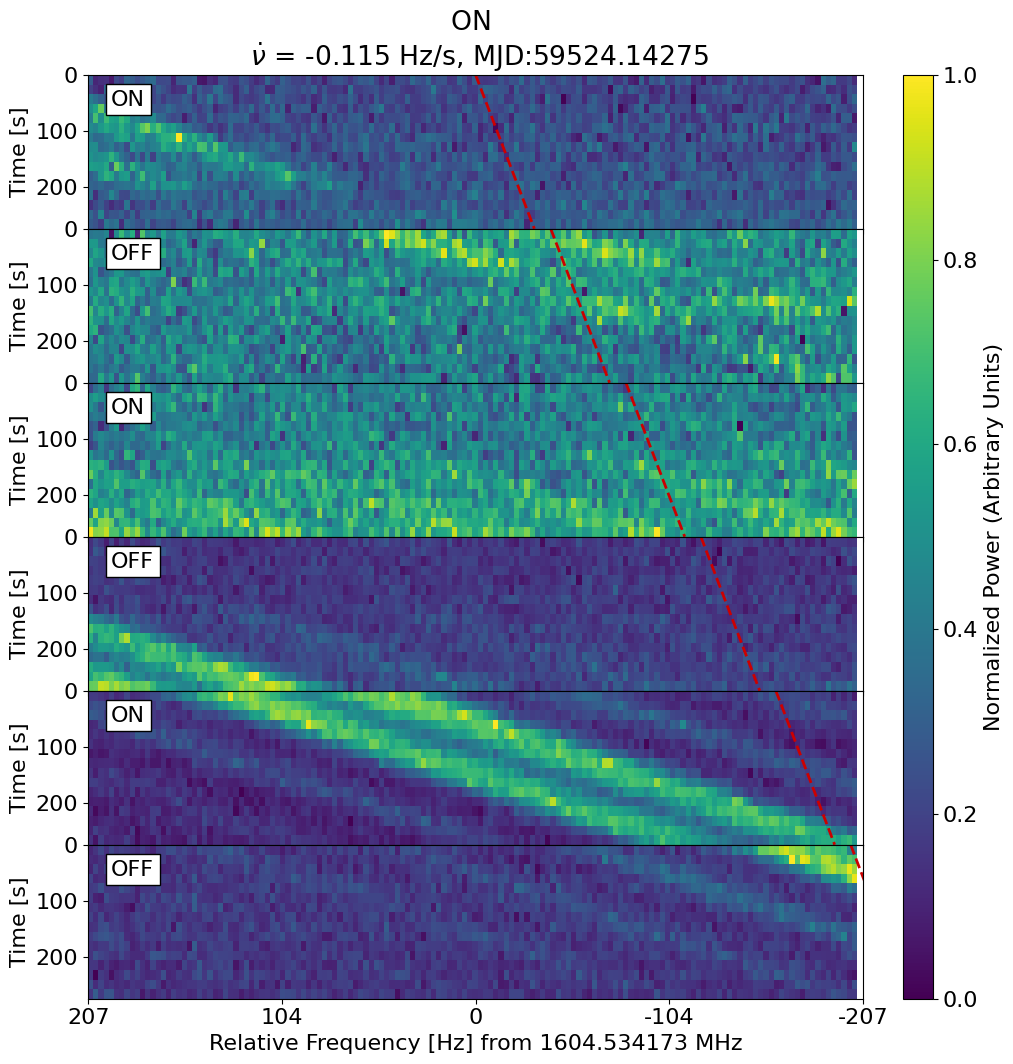 ON
ν̇ = -0.115 Hz/s, MJD:59524.14275
0
ON
100
Time [s]
200
0
OFF
100
Time [s]
200
0
ON
100
Time [s]
200
0
OFF
100
Time [s]
200
0
ON
100
Time [s]
200
0
OFF
100
Time [s]
200
207 104 0 -104 -207
Relative Frequency [Hz] from 1604.534173 MHz
1.0
0.8
0.6
0.4
0.2
0.0
Normalized Power (Arbitrary Units)